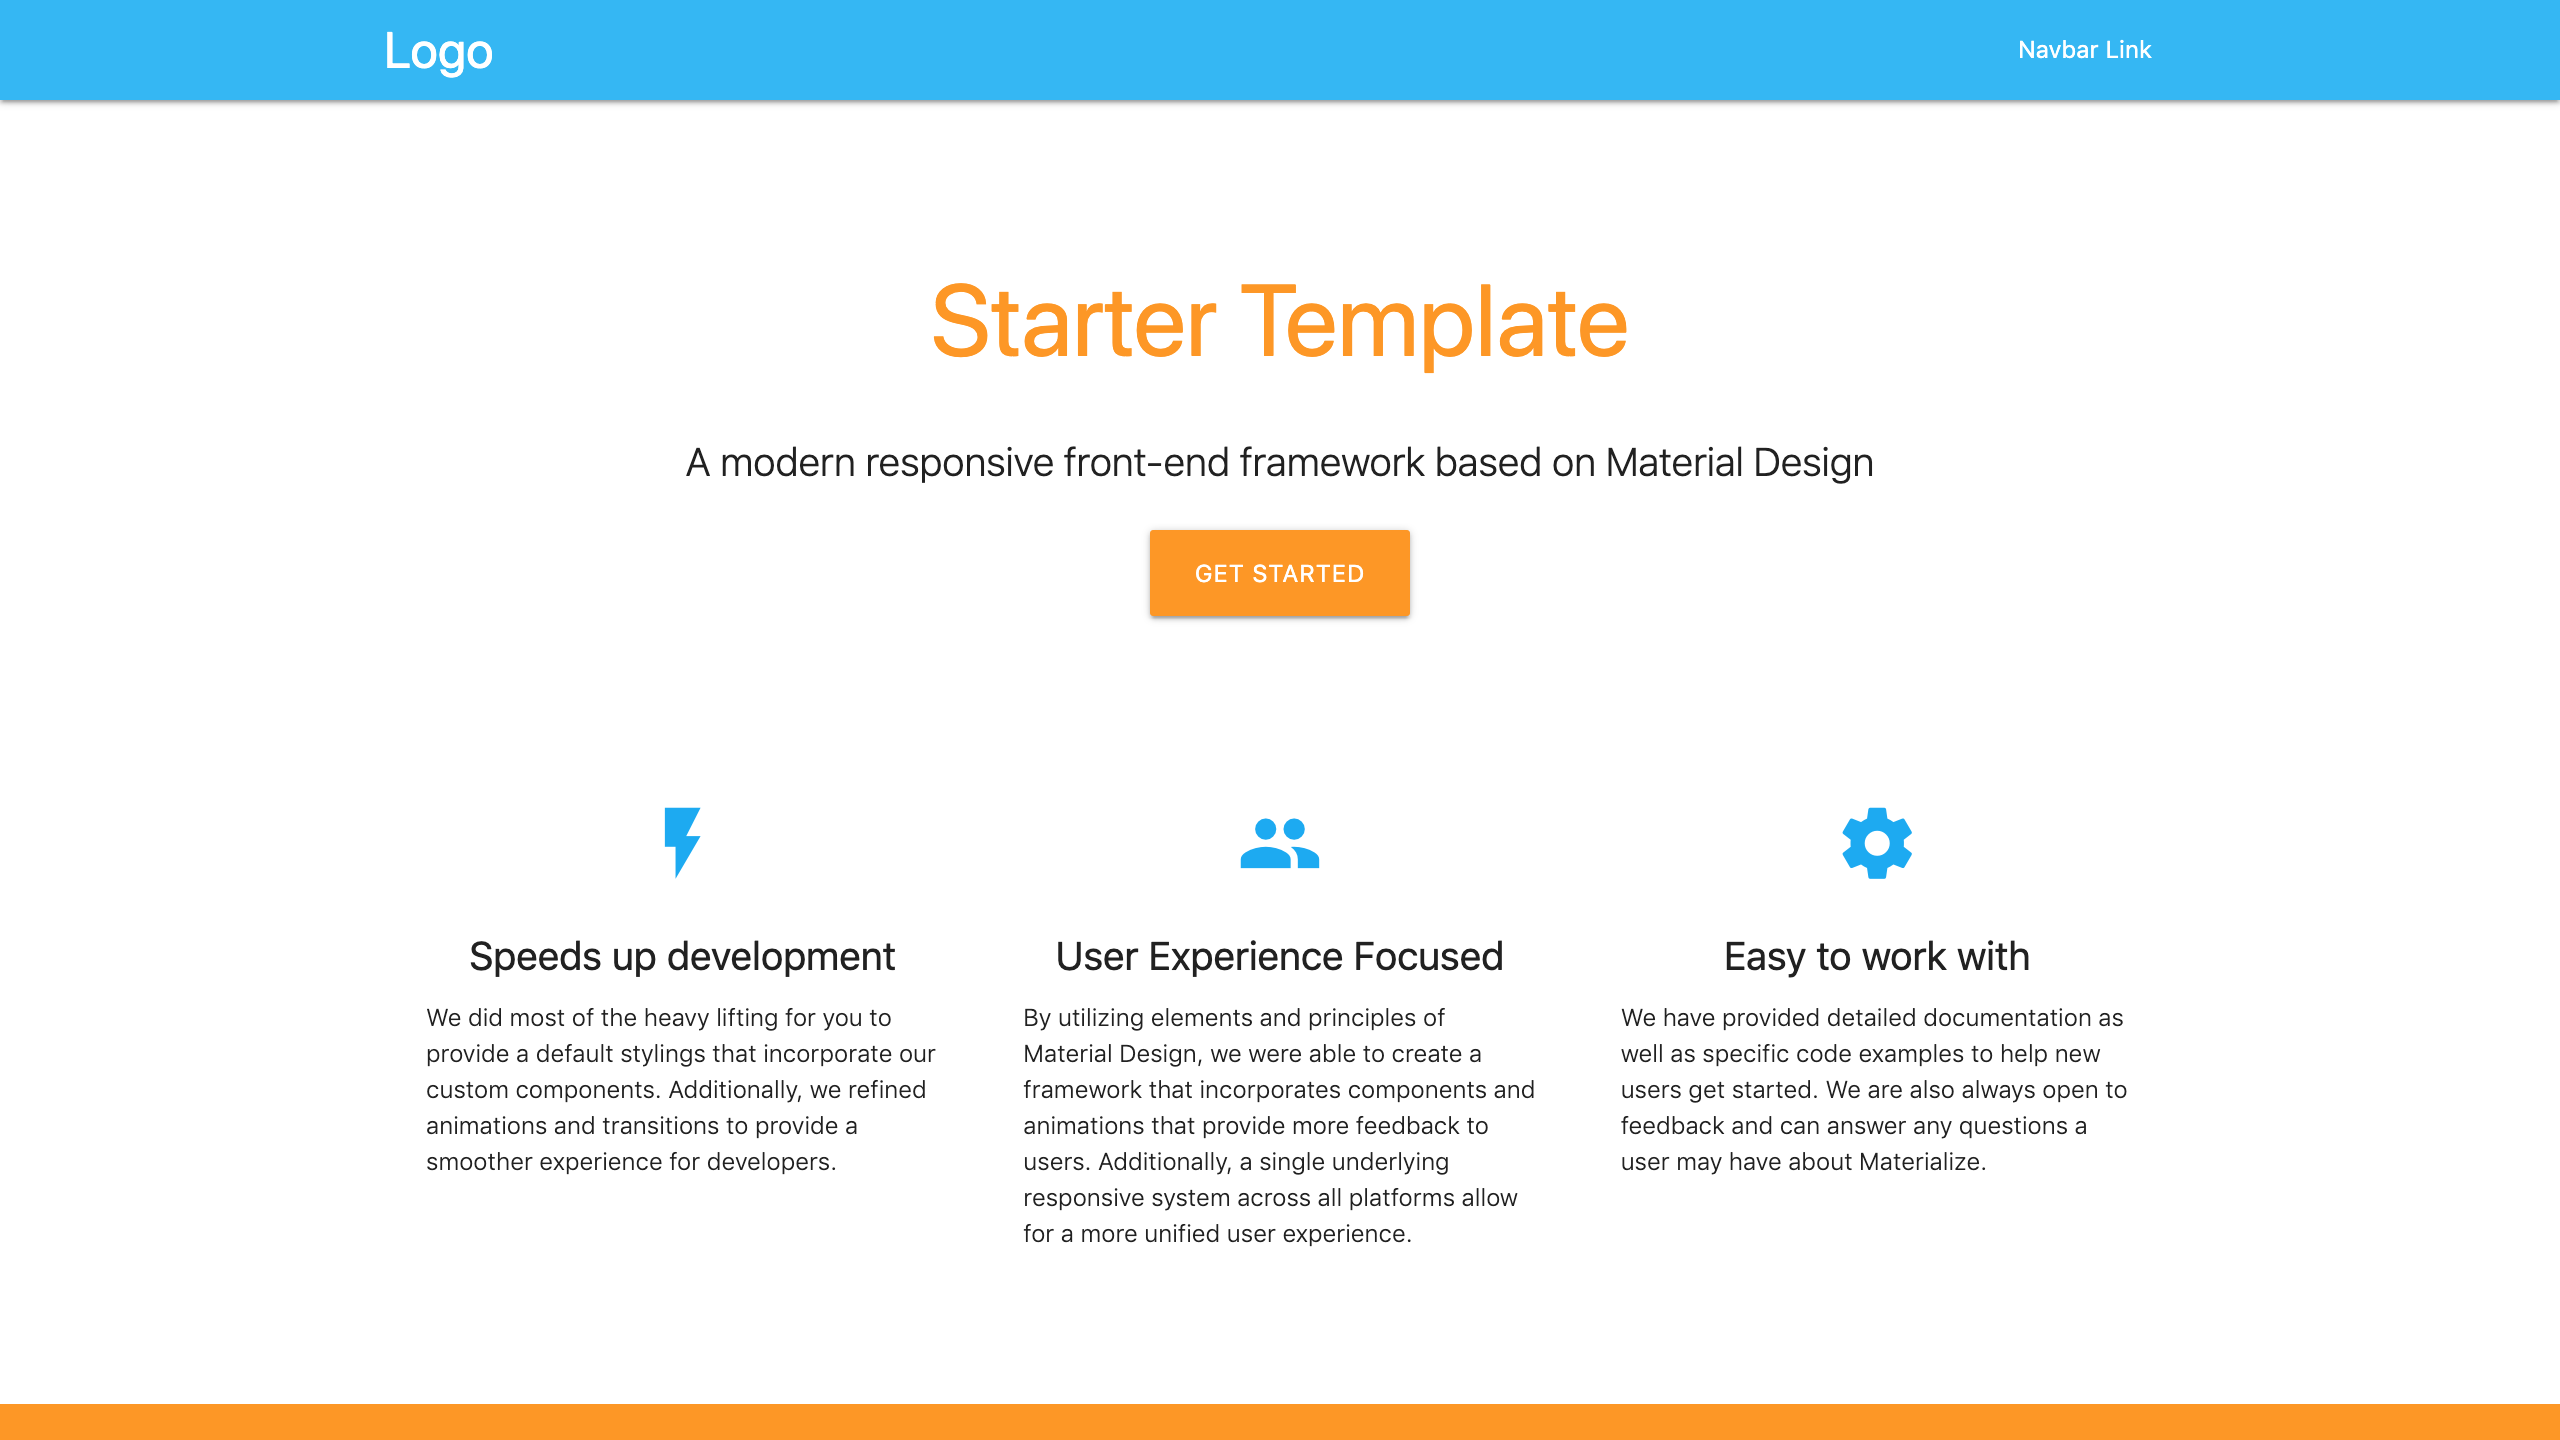 Logo
Navbar Link
Starter Template
A modern responsive front-end framework based on Material Design
GET STARTED
Speeds up development
We did most of the heavy lifting for you to
provide a default stylings that incorporate our
custom components. Additionally, we refined
animations and transitions to provide a
smoother experience for developers.
User Experience Focused
By utilizing elements and principles of
Material Design, we were able to create a
framework that incorporates components and
animations that provide more feedback to
users. Additionally, a single underlying
responsive system across all platforms allow
for a more unified user experience.
Easy to work with
We have provided detailed documentation as
well as specific code examples to help new
users get started. We are also always open to
feedback and can answer any questions a
user may have about Materialize.